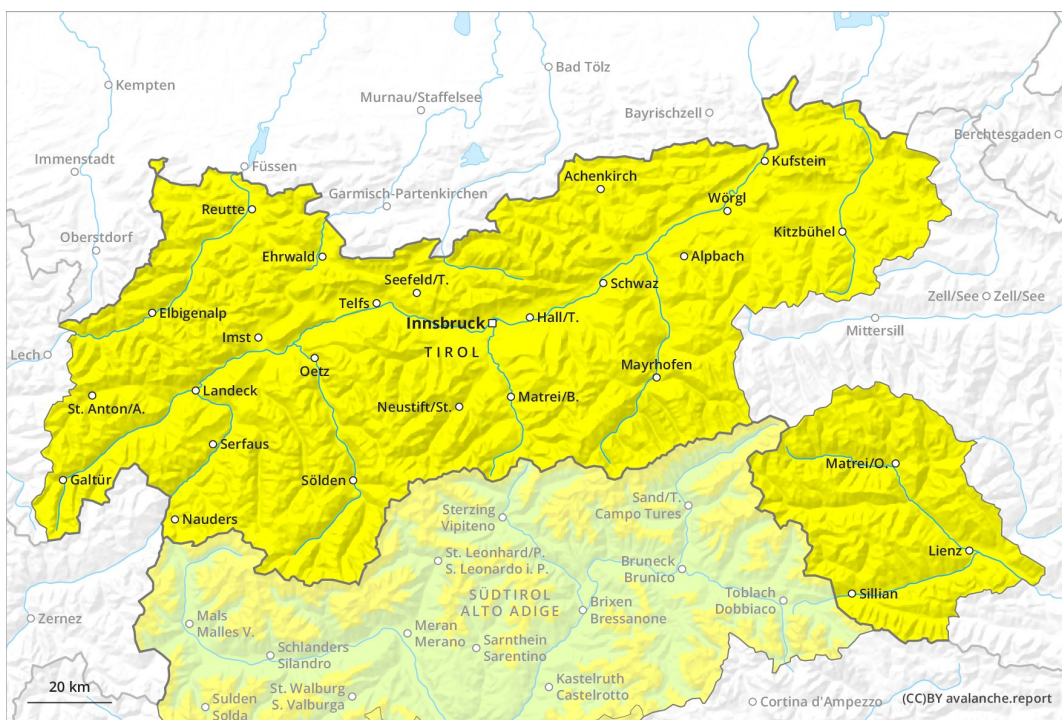 Kempten
Bad Tölz
Murnau/Staffelsee
Bayrischzell
Berchtesgaden
Immenstadt
Füssen
Kufstein
Achenkirch
Garmisch-Partenkirchen
Wörgl
Reutte
Kitzbühel
Oberstdorf
Ehrwald
Alpbach
Seefeld/T.
Schwaz
Zell/See
Zell/See
Telfs
Elbigenalp
Innsbruck
Hall/T.
Mittersill
Imst
TIROL
Lech
Oetz
Mayrhofen
Landeck
Matrei/B.
St. Anton/A.
Neustift/St.
Serfaus
Matrei/O.
Galtür
Sölden
Sand/T.
Campo Tures
Sterzing
Vipiteno
Nauders
Lienz
St. Leonhard/P.
S. Leonardo i. P.
Bruneck
Brunico
SÜDTIROL
ALTO ADIGE
Toblach
Dobbiaco
Sillian
Brixen
Bressanone
Zernez
Mals
Malles V.
Meran
Merano
Sarnthein
Sarentino
Schlanders
Silandro
20 km
St. Walburg
S. Valburga
Kastelruth
Castelrotto
Sulden
Solda
Cortina d'Ampezzo
(CC)BY avalanche.report